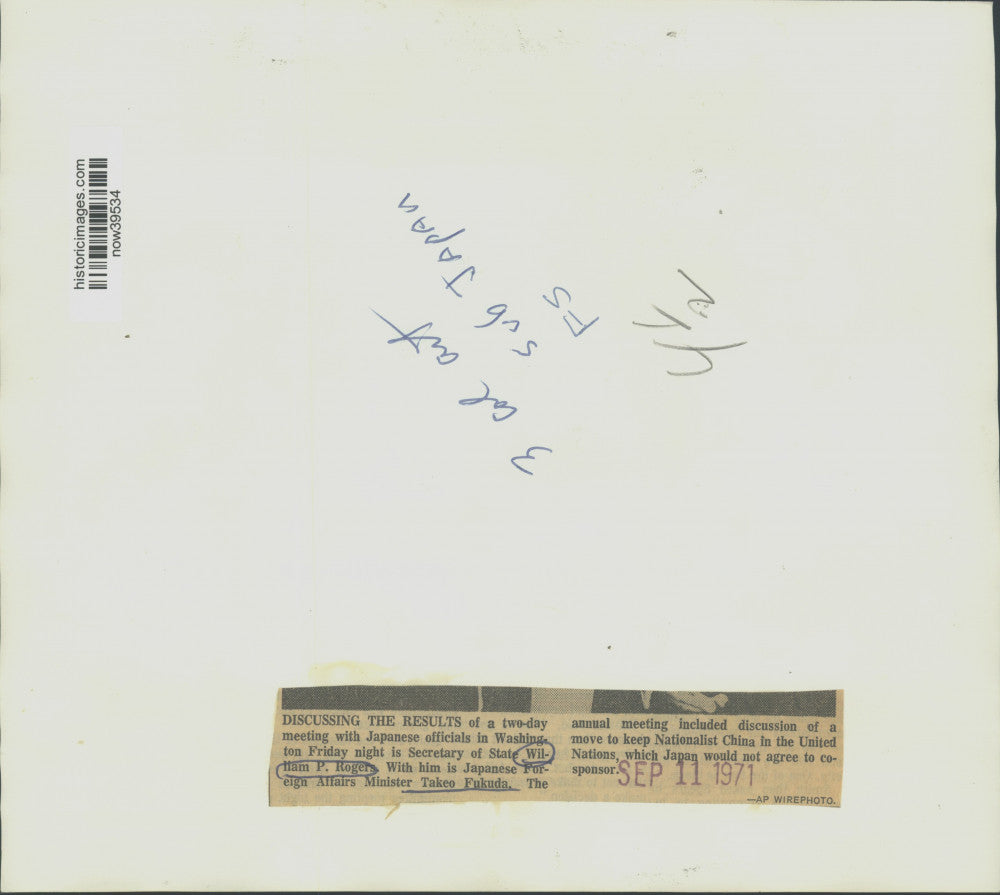 historicimages.com
now39534
3 Col cut
506 JAPAN
FS
DISCUSSING THE RESULTS of a two-day
meeting with Japanese officials in Washing-
ton Friday night is Secretary of State Wil-
liam P. Rogers. With him is Japanese For-
eign Affairs Minister Takeo Fukuda. The
annual meeting included discussion of a
move to keep Nationalist China in the United
Nations, which Japan would not agree to co-
sponsor.
SEP 11 1971
—AP WIREPHOTO.